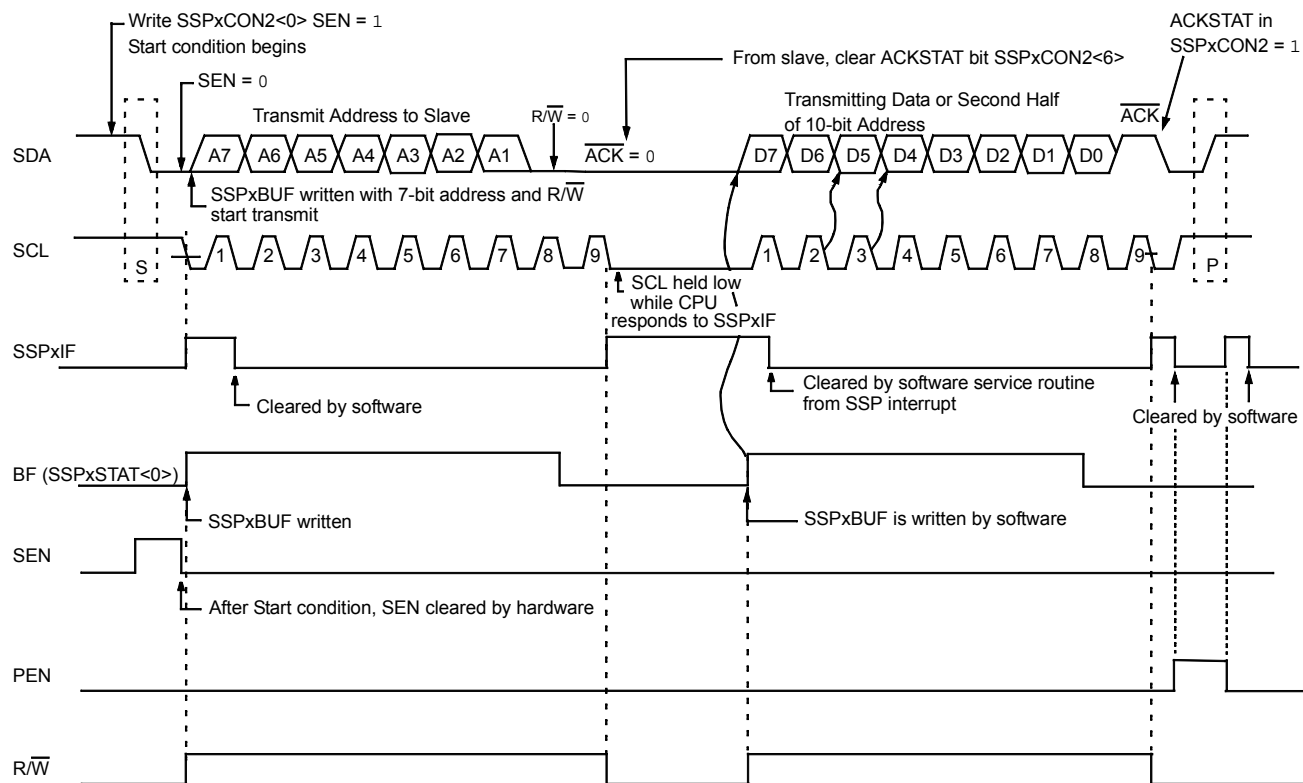 Write SSPxCON2<0> SEN = 1
Start condition begins
SEN = 0
Transmit Address to Slave
R/W̅ = 0
From slave, clear ACKSTAT bit SSPxCON2<6>
ACKSTAT in
SSPxCON2 = 1
Transmitting Data or Second Half
of 10-bit Address
A̅C̅K̅
SDA
A7 A6 A5 A4 A3 A2 A1
A̅C̅K̅ = 0
D7 D6 D5 D4 D3 D2 D1 D0
SSPxBUF written with 7-bit address and R/W̅
start transmit
SCL
S
1 2 3 4 5 6 7 8 9
1 2 3 4 5 6 7 8 9
P
SCL held low
while CPU
responds to SSPxIF
SSPxIF
Cleared by software
Cleared by software service routine
from SSP interrupt
Cleared by software
BF (SSPxSTAT<0>)
SSPxBUF written
SSPxBUF is written by software
SEN
After Start condition, SEN cleared by hardware
PEN
R/W̅